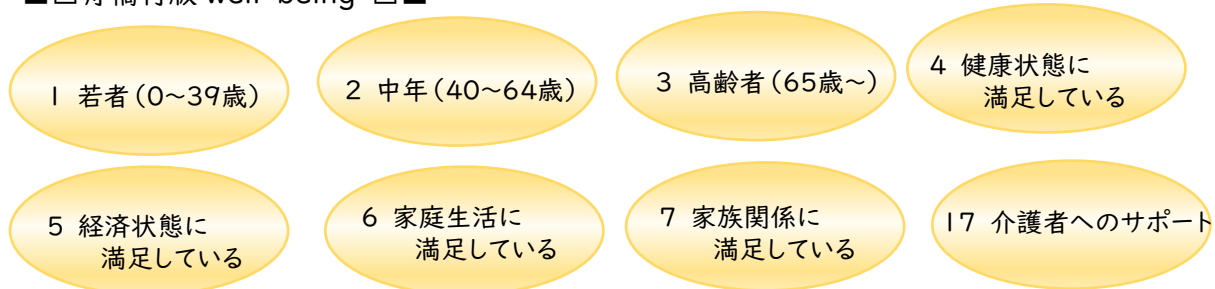 well-being
1 若者(0~39歳)
2 中年(40~64歳)
3 高齢者(65歳~)
4 健康状態に
満足している
5 経済状態に
満足している
6 家庭生活に
満足している
7 家族関係に
満足している
17 介護者へのサポート